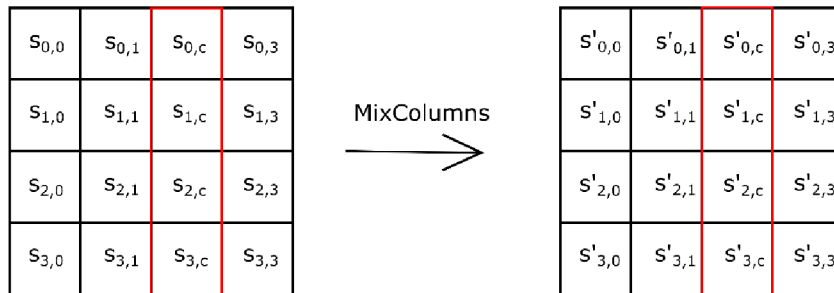 s0,0 s0,1 s0,c s0,3 s'0,0 s'0,1 s'0,c s'0,3
s1,0 s1,1 s1,c s1,3 MixColumns s'1,0 s'1,1 s'1,c s'1,3
s2,0 s2,1 s2,c s2,3 s'2,0 s'2,1 s'2,c s'2,3
s3,0 s3,1 s3,c s3,3 s'3,0 s'3,1 s'3,c s'3,3